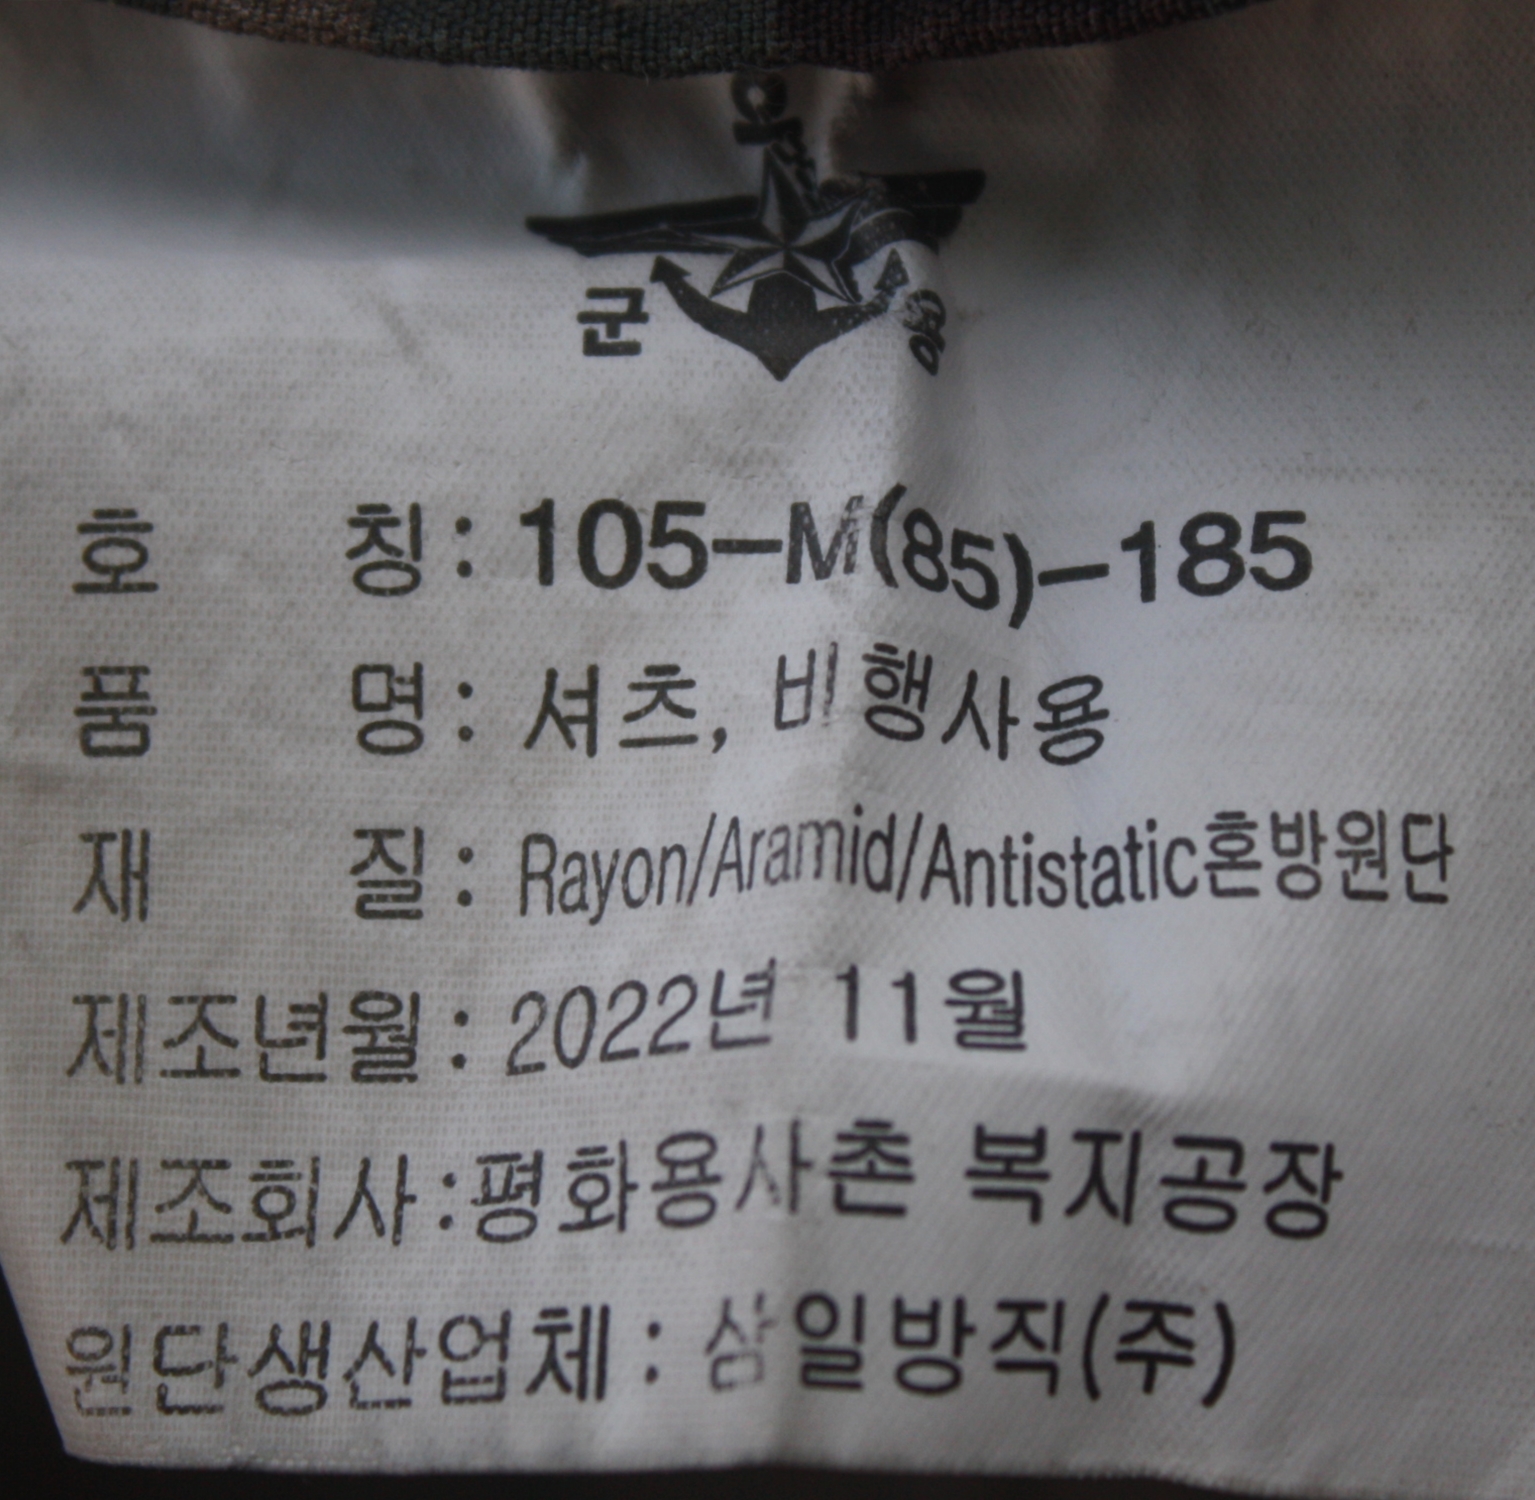 군 용
호 칭 : 105-M(85)-185
품 명 : 셔츠, 비행사용
재 질 : Rayon/Aramid/Antistatic혼방원단
제조년월 : 2022년 11월
제조회사 : 평화용사촌 복지공장
원단생산업체 : 삼일방직(주)